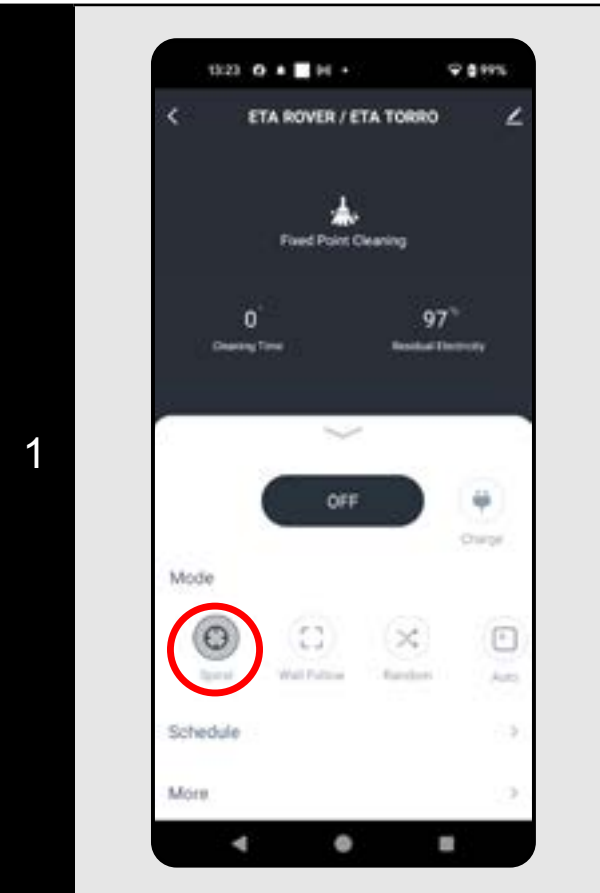 1
13:23 99%
ETA ROVER / ETA TORRO
Fixed Point Cleaning
0 97
Cleaning Time Residual Electricity
OFF
Charge
Mode
Spiral Wall Follow Random Auto
Schedule
More